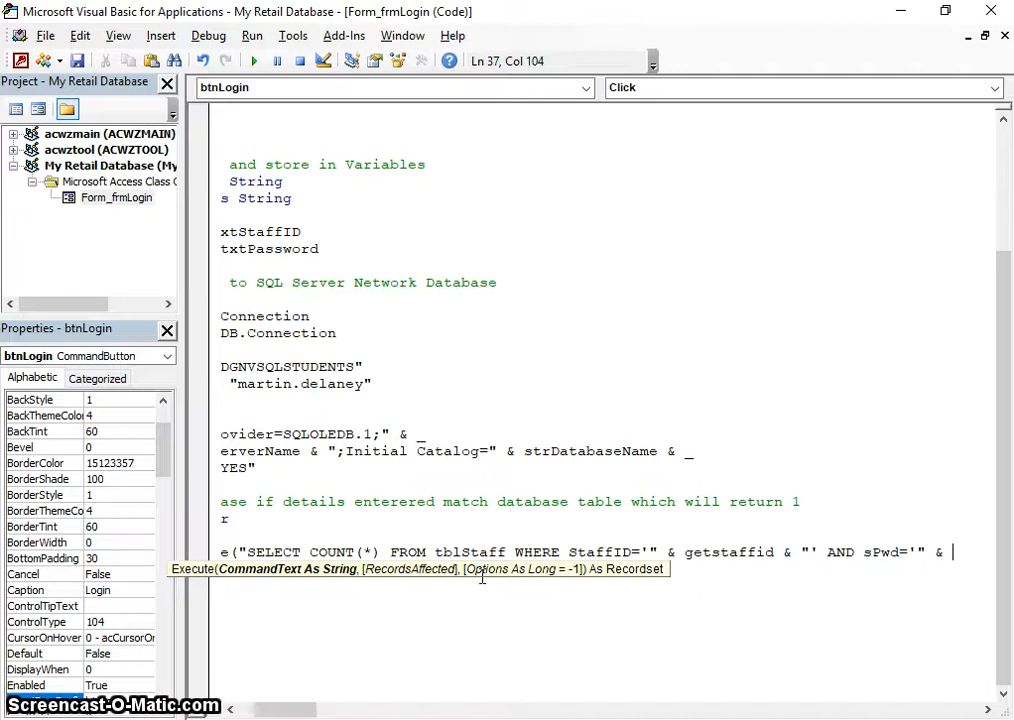 Microsoft Visual Basic for Applications - My Retail Database - [Form_frmLogin (Code)]
File Edit View Insert Format Debug Run Tools Add-Ins Window Help
Ln 37, Col 104
Project - My Retail Database
btnLogin
Click
acwzmain (ACWZMAIN)
acwztool (ACWZTOOL)
My Retail Database (My
Microsoft Access Class C
Form_frmLogin
and store in Variables
String
s String
xtStaffID
txtPassword
to SQL Server Network Database
Connection
DB.Connection
DGNVSQLSTUDENTS"
"martin.delaney"
ovider=SQLOLEDB.1;" & _
erverName & ";Initial Catalog=" & strDatabaseName & _
YES"
ase if details enterered match database table which will return 1
r
e("SELECT COUNT(*) FROM tblStaff WHERE StaffID='" & getstaffid & "' AND sPwd='" &
Execute(CommandText As String, [RecordsAffected], [Options As Long = -1]) As Recordset
Properties - btnLogin
btnLogin CommandButton
Alphabetic Categorized
BackStyle 1
BackThemeColor 4
BackTint 60
Bevel 0
BorderColor 15123357
BorderShade 100
BorderStyle 1
BorderThemeCo 4
BorderTint 60
BorderWidth 0
BottomPadding 30
Cancel False
Caption Login
ControlTipText
ControlType 104
CursorOnHover 0 - acCursorOn
Default False
DisplayWhen 0
Enabled True
Screencast-O-Matic.com